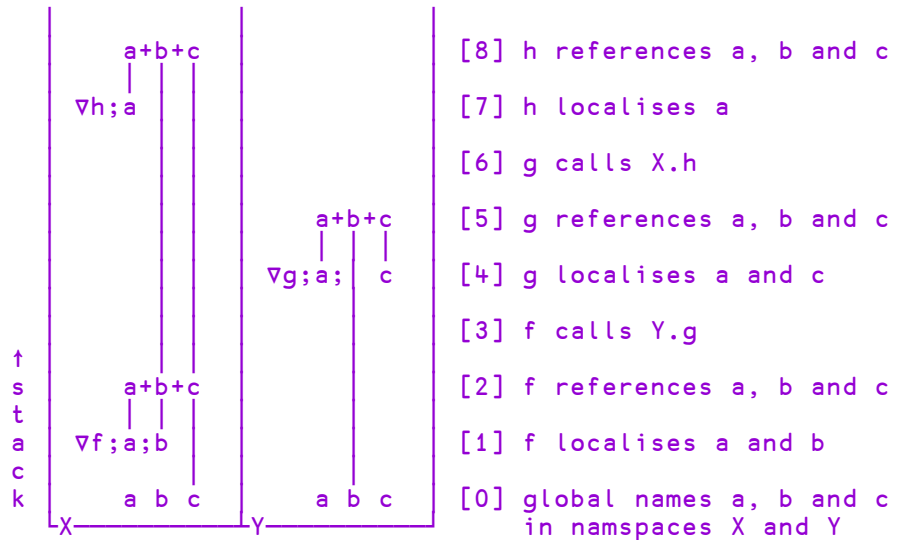 a+b+c [8] h references a, b and c
∇h;a [7] h localises a
[6] g calls X.h
a+b+c [5] g references a, b and c
∇g;a; c [4] g localises a and c
[3] f calls Y.g
↑
s a+b+c [2] f references a, b and c
t
a ∇f;a;b [1] f localises a and b
c
k a b c a b c [0] global names a, b and c
X Y in namspaces X and Y